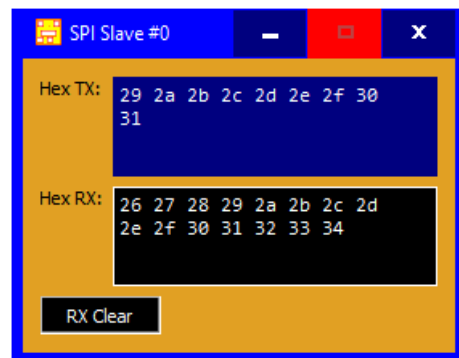 SPI Slave #0
Hex TX:
29 2a 2b 2c 2d 2e 2f 30
31
Hex RX:
26 27 28 29 2a 2b 2c 2d
2e 2f 30 31 32 33 34
RX Clear